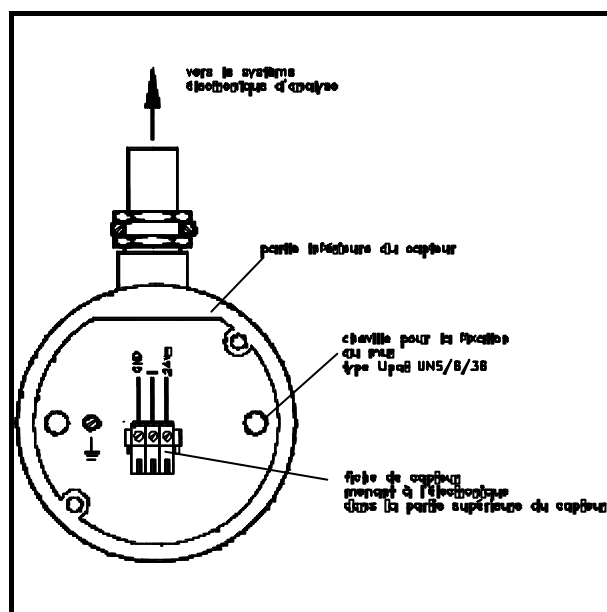 vers le système
électronique d'analyse
partie inférieure du capteur
cheville pour la fixation
du mur
type Upat UN5/8/38
GND
I
24V
fiche de capteur
menant à l'électronique
dans la partie supérieure du capteur